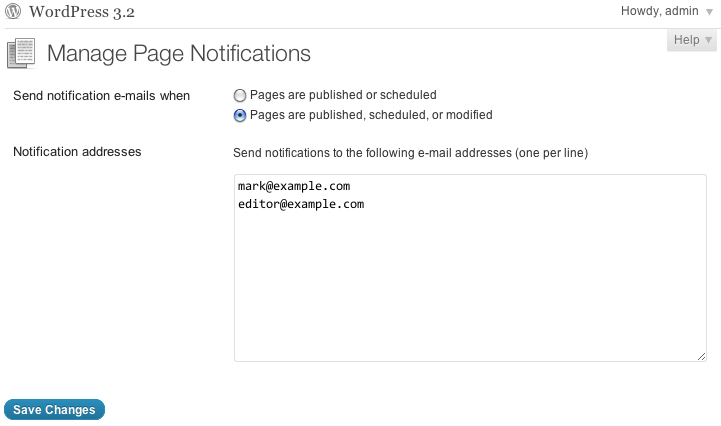 WordPress 3.2
Howdy, admin
Help
Manage Page Notifications
Send notification e-mails when
Pages are published or scheduled
Pages are published, scheduled, or modified
Notification addresses
Send notifications to the following e-mail addresses (one per line)
mark@example.com
editor@example.com
Save Changes